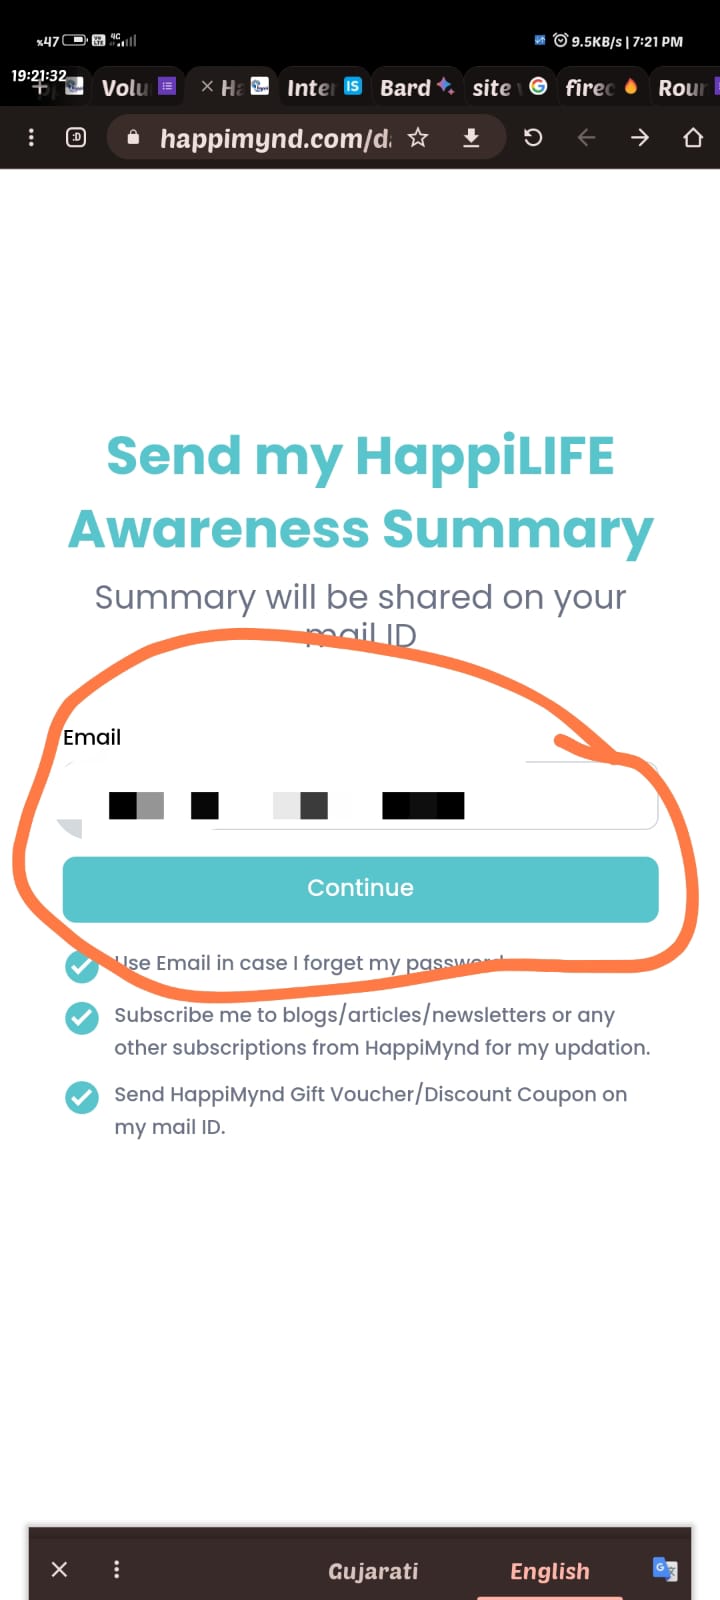 %47 4G 9.5KB/s | 7:21 PM
19:21:32
Volu Ha Inter IS Bard site G firec Rour
:D happimynd.com/d
Send my HappiLIFE
Awareness Summary
Summary will be shared on your
mail ID
Email
Continue
Use Email in case I forget my password
Subscribe me to blogs/articles/newsletters or any
other subscriptions from HappiMynd for my updation.
Send HappiMynd Gift Voucher/Discount Coupon on
my mail ID.
Gujarati English